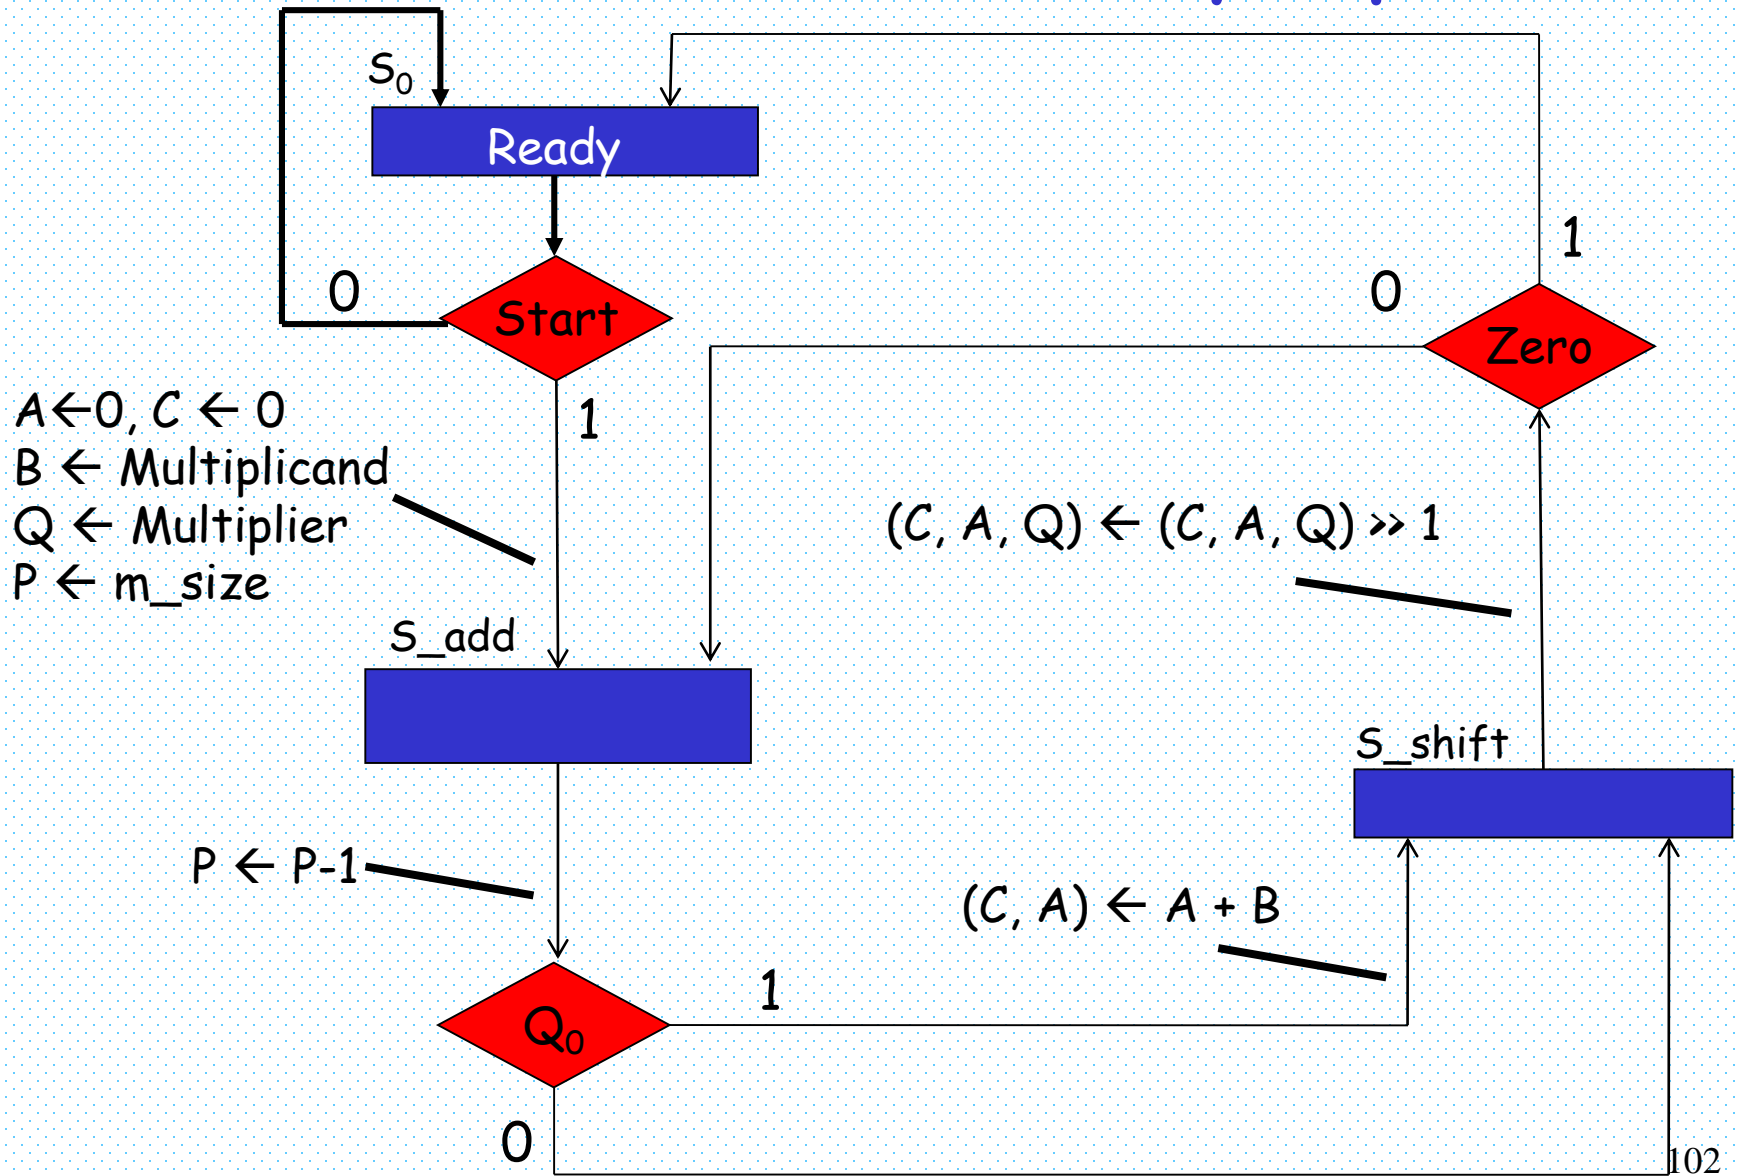 S₀
Ready
1
0
0
Start
Zero
A←0, C ← 0
1
B ← Multiplicand
Q ← Multiplier
(C, A, Q) ← (C, A, Q) >> 1
P ← m_size
S_add
S_shift
P ← P-1
(C, A) ← A + B
1
Q₀
0
102